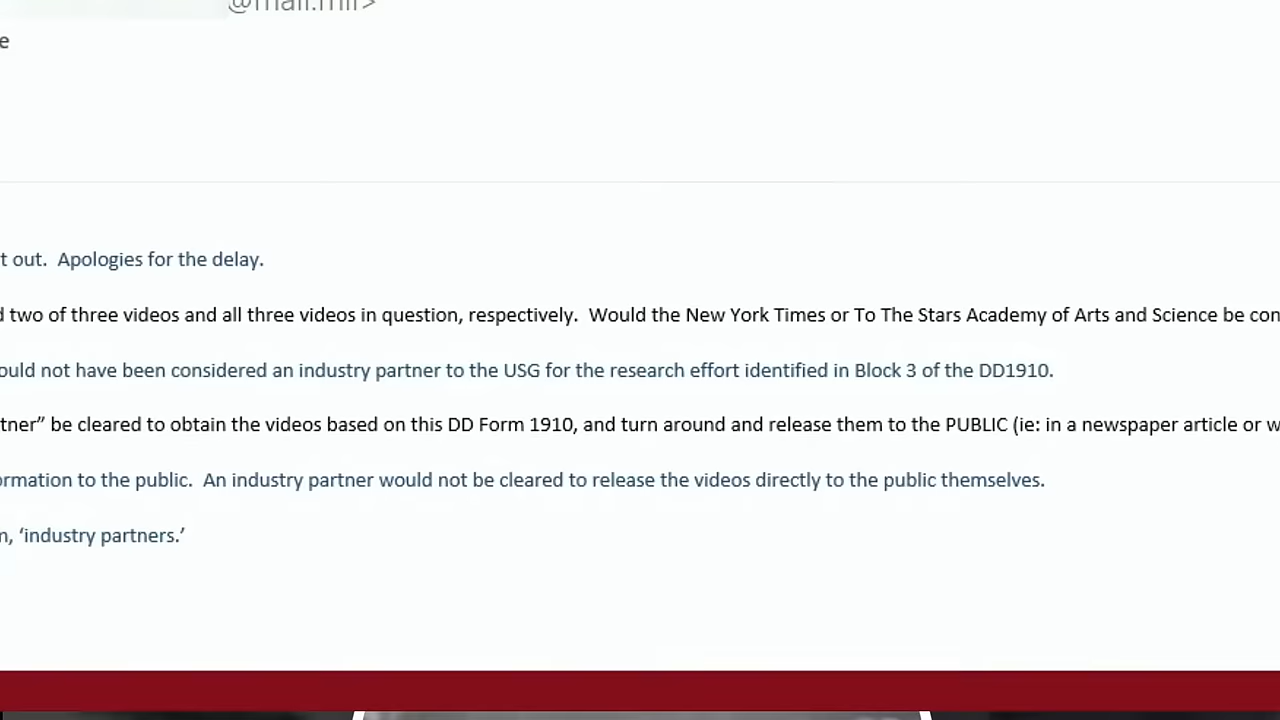 @mail.mil>
e
t out.  Apologies for the delay.
two of three videos and all three videos in question, respectively.  Would the New York Times or To The Stars Academy of Arts and Science be con
ould not have been considered an industry partner to the USG for the research effort identified in Block 3 of the DD1910.
tner” be cleared to obtain the videos based on this DD Form 1910, and turn around and release them to the PUBLIC (ie: in a newspaper article or w
ormation to the public.  An industry partner would not be cleared to release the videos directly to the public themselves.
, ‘industry partners.’